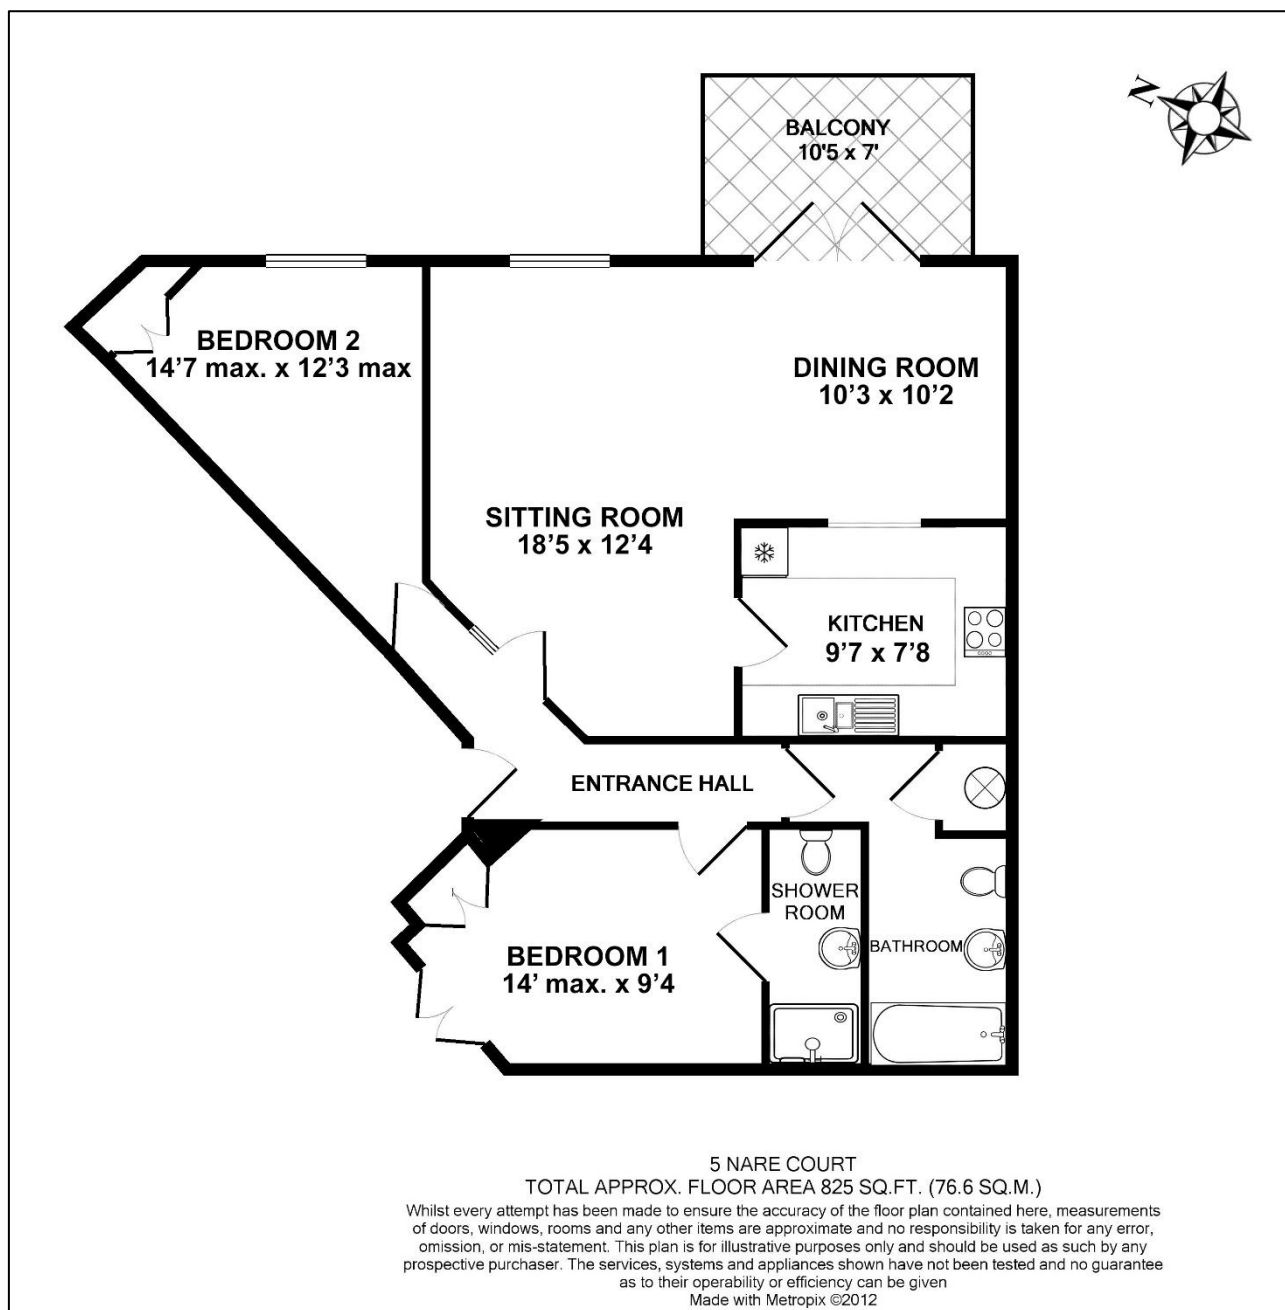 N
BALCONY
10'5 x 7'
BEDROOM 2
14'7 max. x 12'3 max
DINING ROOM
10'3 x 10'2
SITTING ROOM
18'5 x 12'4
KITCHEN
9'7 x 7'8
ENTRANCE HALL
SHOWER
ROOM
BATHROOM
BEDROOM 1
14' max. x 9'4
5 NARE COURT
TOTAL APPROX. FLOOR AREA 825 SQ.FT. (76.6 SQ.M.)
Whilst every attempt has been made to ensure the accuracy of the floor plan contained here, measurements
of doors, windows, rooms and any other items are approximate and no responsibility is taken for any error,
omission, or mis-statement. This plan is for illustrative purposes only and should be used as such by any
prospective purchaser. The services, systems and appliances shown have not been tested and no guarantee
as to their operability or efficiency can be given
Made with Metropix ©2012